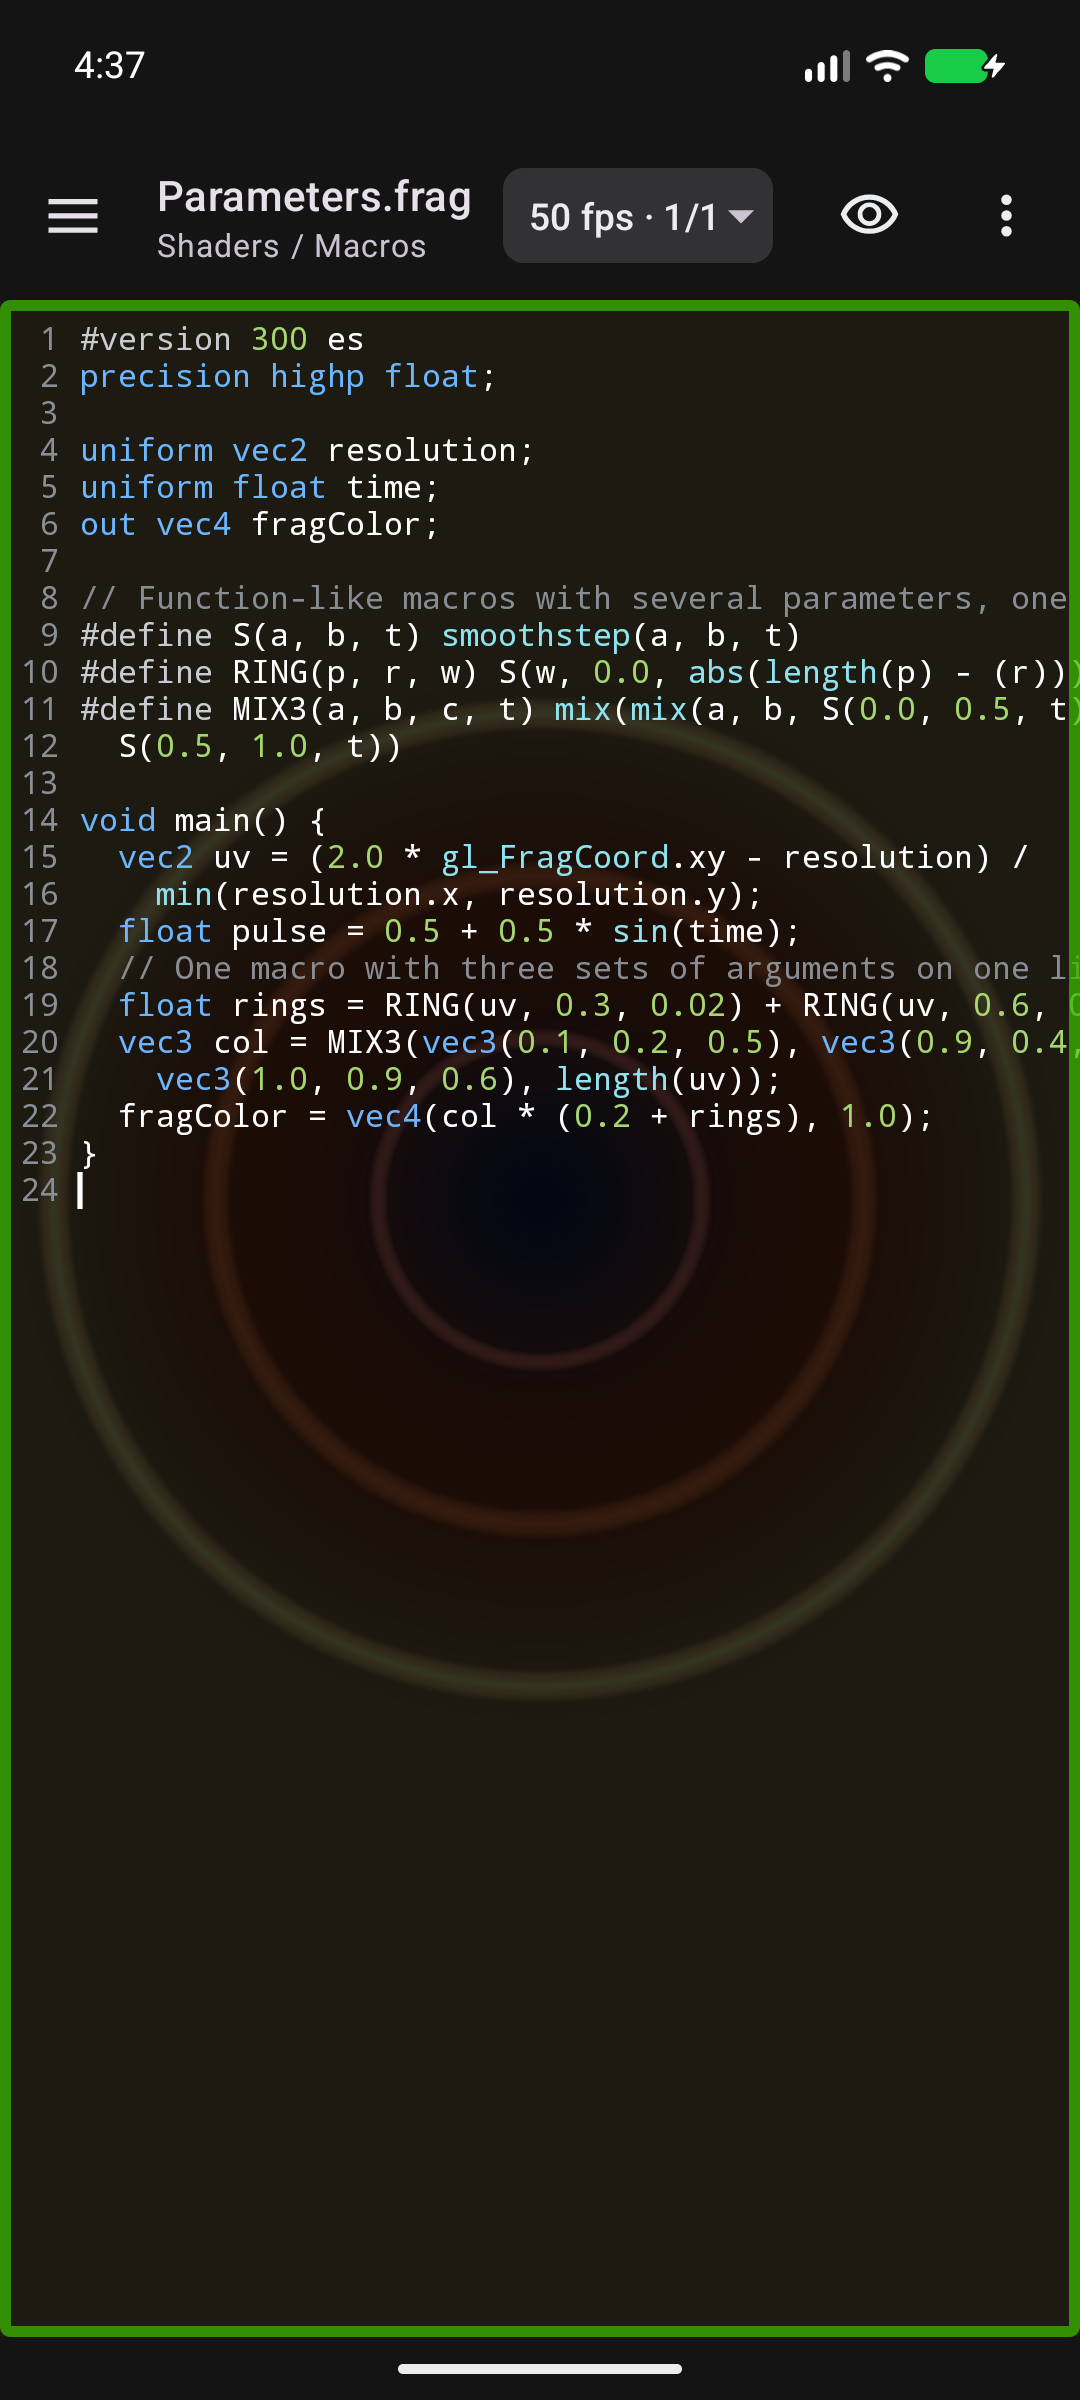 4:37
Parameters.frag
Shaders / Macros
50 fps · 1/1
1 #version 300 es
2 precision highp float;
3
4 uniform vec2 resolution;
5 uniform float time;
6 out vec4 fragColor;
7
8 // Function-like macros with several parameters, one
9 #define S(a, b, t) smoothstep(a, b, t)
10 #define RING(p, r, w) S(w, 0.0, abs(length(p) - (r)))
11 #define MIX3(a, b, c, t) mix(mix(a, b, S(0.0, 0.5, t)
12 S(0.5, 1.0, t))
13
14 void main() {
15 vec2 uv = (2.0 * gl_FragCoord.xy - resolution) /
16 min(resolution.x, resolution.y);
17 float pulse = 0.5 + 0.5 * sin(time);
18 // One macro with three sets of arguments on one li
19 float rings = RING(uv, 0.3, 0.02) + RING(uv, 0.6,
20 vec3 col = MIX3(vec3(0.1, 0.2, 0.5), vec3(0.9, 0.4,
21 vec3(1.0, 0.9, 0.6), length(uv));
22 fragColor = vec4(col * (0.2 + rings), 1.0);
23 }
24